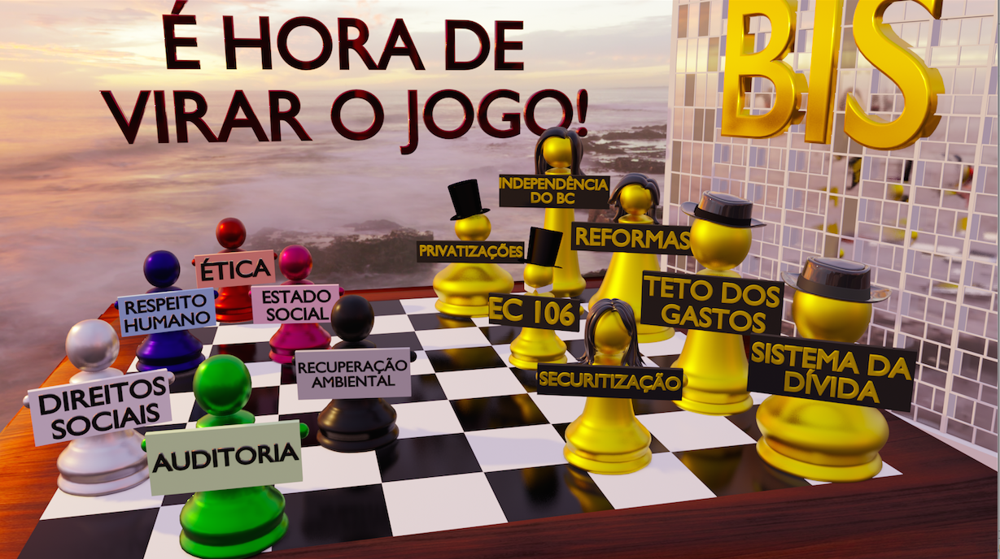 É HORA DE
VIRAR O JOGO!
BIS
INDEPENDÊNCIA
DO BC
PRIVATIZAÇÕES
REFORMAS
ÉTICA
RESPEITO
HUMANO
ESTADO
SOCIAL
EC 106
TETO DOS
GASTOS
RECUPERAÇÃO
AMBIENTAL
SECURITIZAÇÃO
SISTEMA DA
DÍVIDA
DIREITOS
SOCIAIS
AUDITORIA